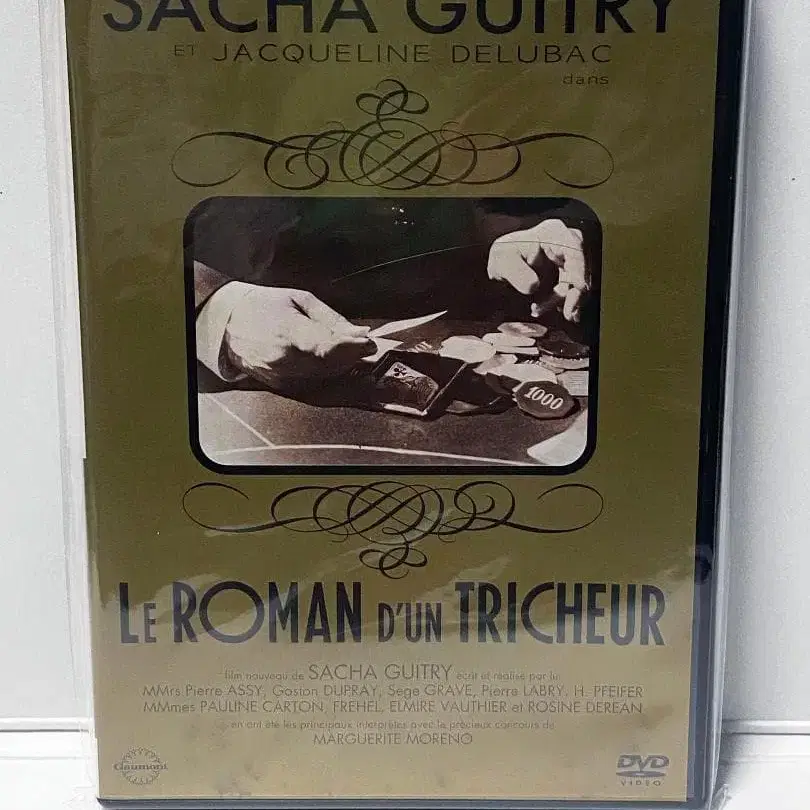 SACHA GUITRY
ET JACQUELINE DELUBAC
dans
1000
LE ROMAN D'UN TRICHEUR
film nouveau de SACHA GUITRY écrit et réalisé par lui
MMrs Pierre ASSY, Gaston DUPRAY, Sege GRAVE, Pierre LABRY, H. PFEIFER
MMmes PAULINE CARTON, FREHEL, ELMIRE VAUTHIER et ROSINE DEREAN
en ont été les principaux interprètes avec le précieux concours de
MARGUERITE MORENO
Gaumont
DVD
VIDEO